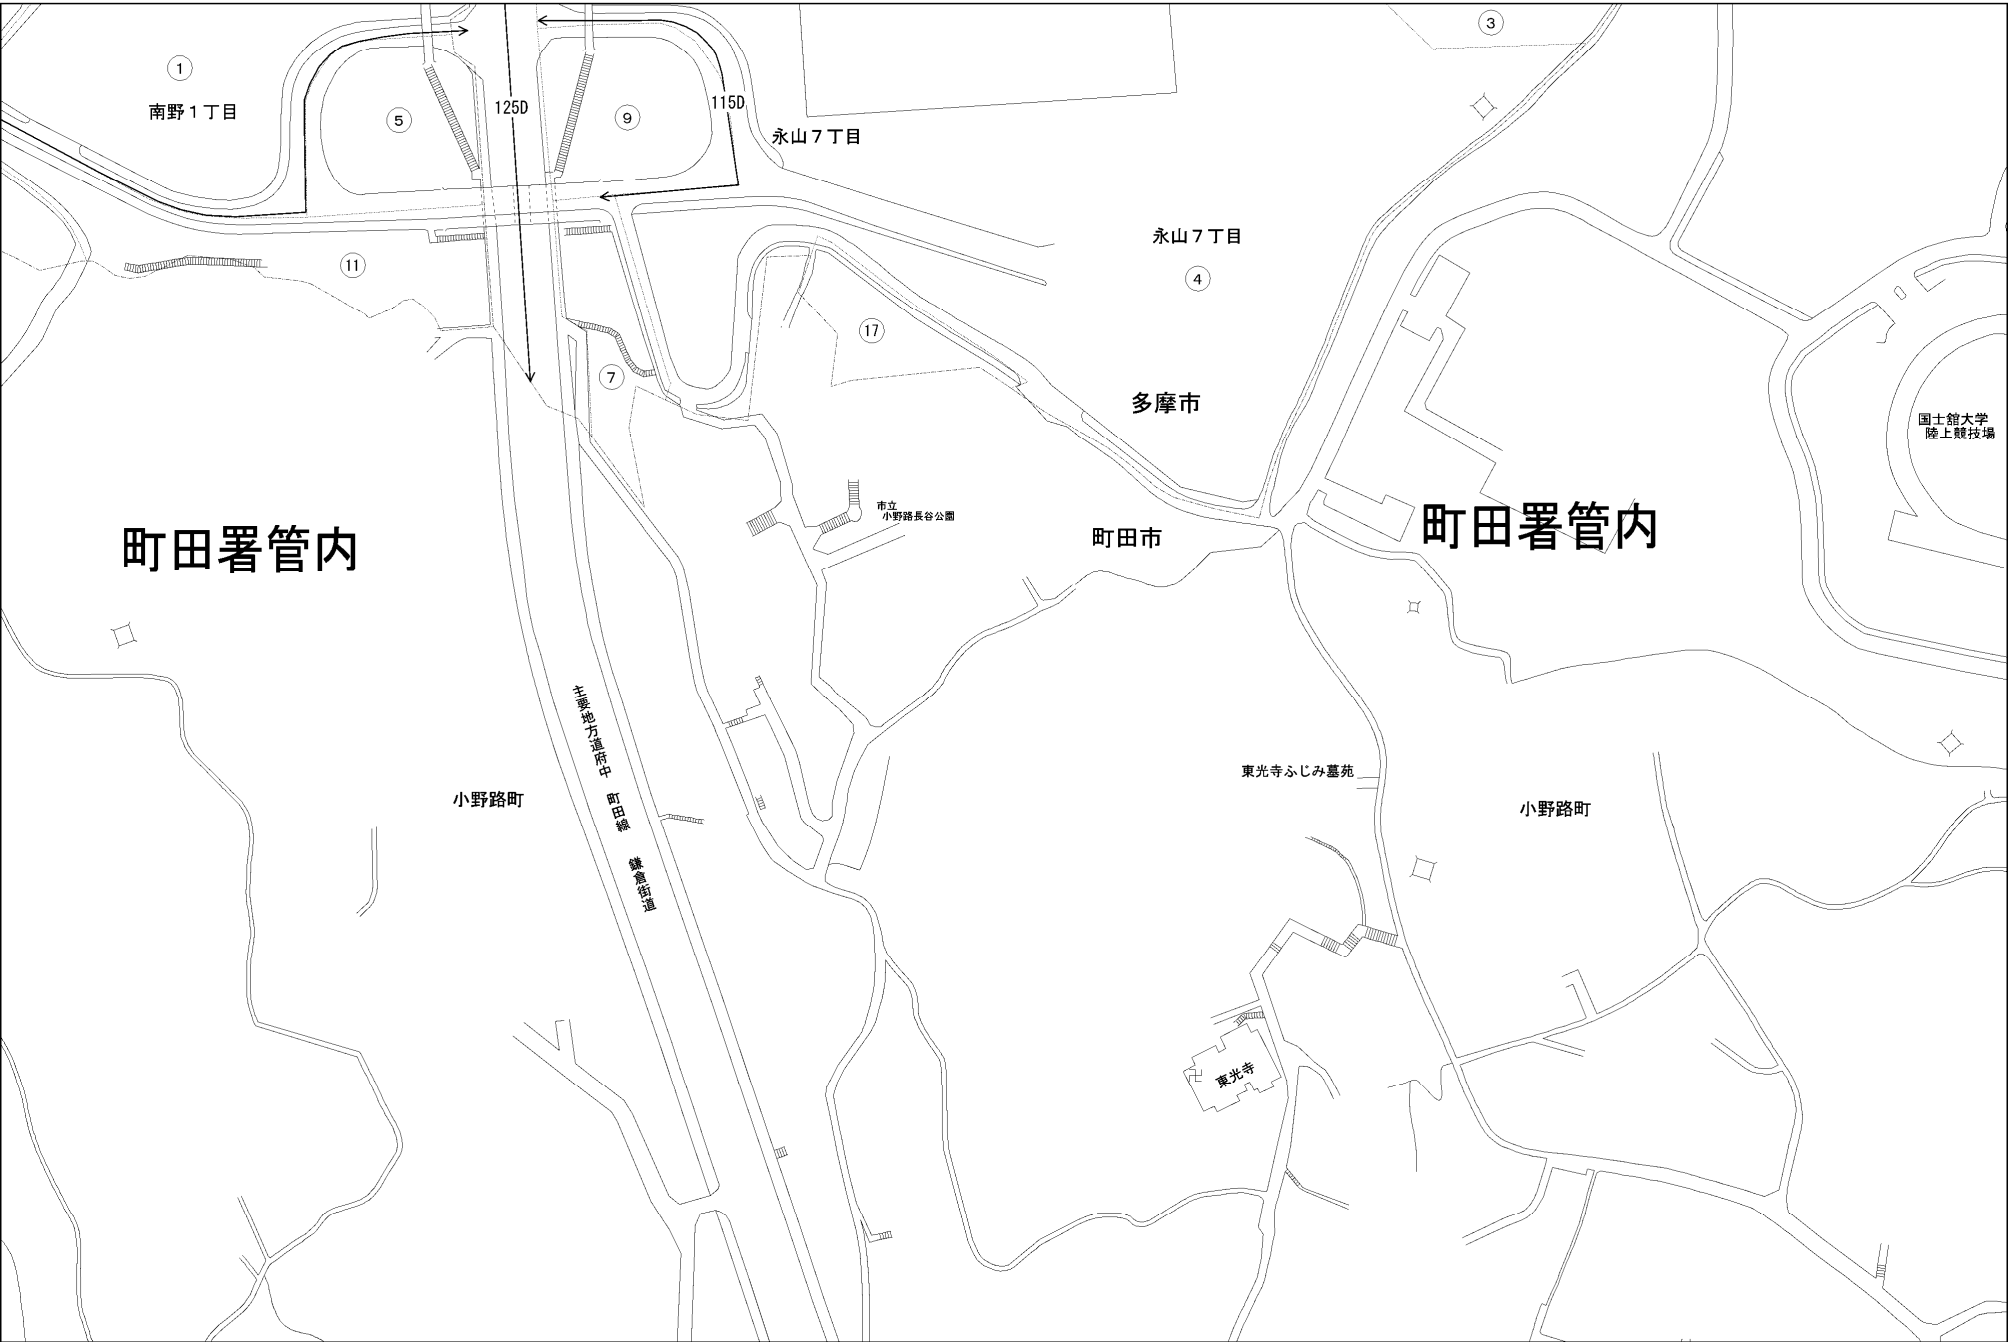 ③
①
南野１丁目
125D
115D
⑤
⑨
永山７丁目
永山７丁目
⑪
④
⑰
⑦
多摩市
国士舘大学
陸上競技場
市立
小野路長谷公園
町田署管内
町田市
町田署管内
主要地方道府中　町田線　鎌倉街道
小野路町
東光寺ふじみ墓苑
小野路町
東光寺